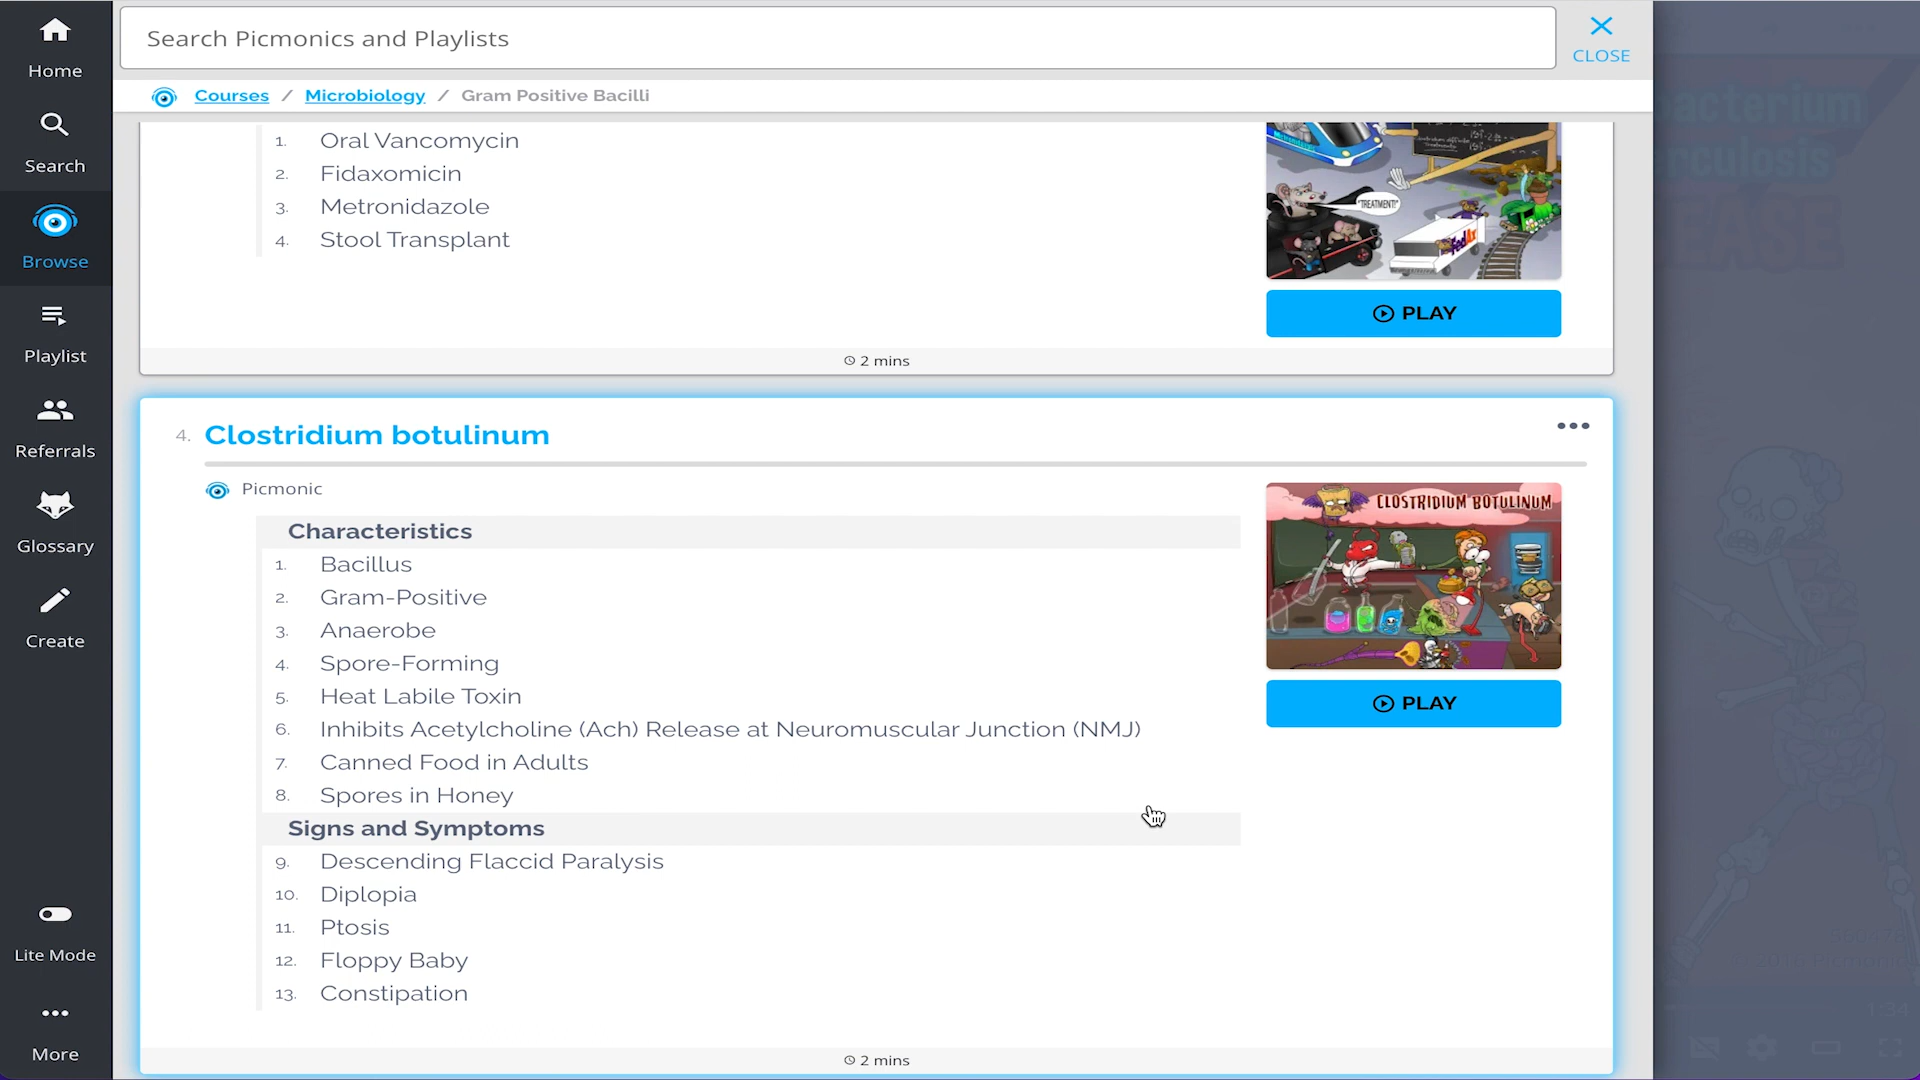 Home
Search
Browse
Playlist
Referrals
Glossary
Create
Lite Mode
More
Search Picmonics and Playlists
CLOSE
Courses / Microbiology / Gram Positive Bacilli
1. Oral Vancomycin
2. Fidaxomicin
3. Metronidazole
4. Stool Transplant
"TREATMENT!"
PLAY
2 mins
4. Clostridium botulinum
Picmonic
CLOSTRIDIUM BOTULINUM
PLAY
Characteristics
1. Bacillus
2. Gram-Positive
3. Anaerobe
4. Spore-Forming
5. Heat Labile Toxin
6. Inhibits Acetylcholine (Ach) Release at Neuromuscular Junction (NMJ)
7. Canned Food in Adults
8. Spores in Honey
Signs and Symptoms
9. Descending Flaccid Paralysis
10. Diplopia
11. Ptosis
12. Floppy Baby
13. Constipation
2 mins
1:34